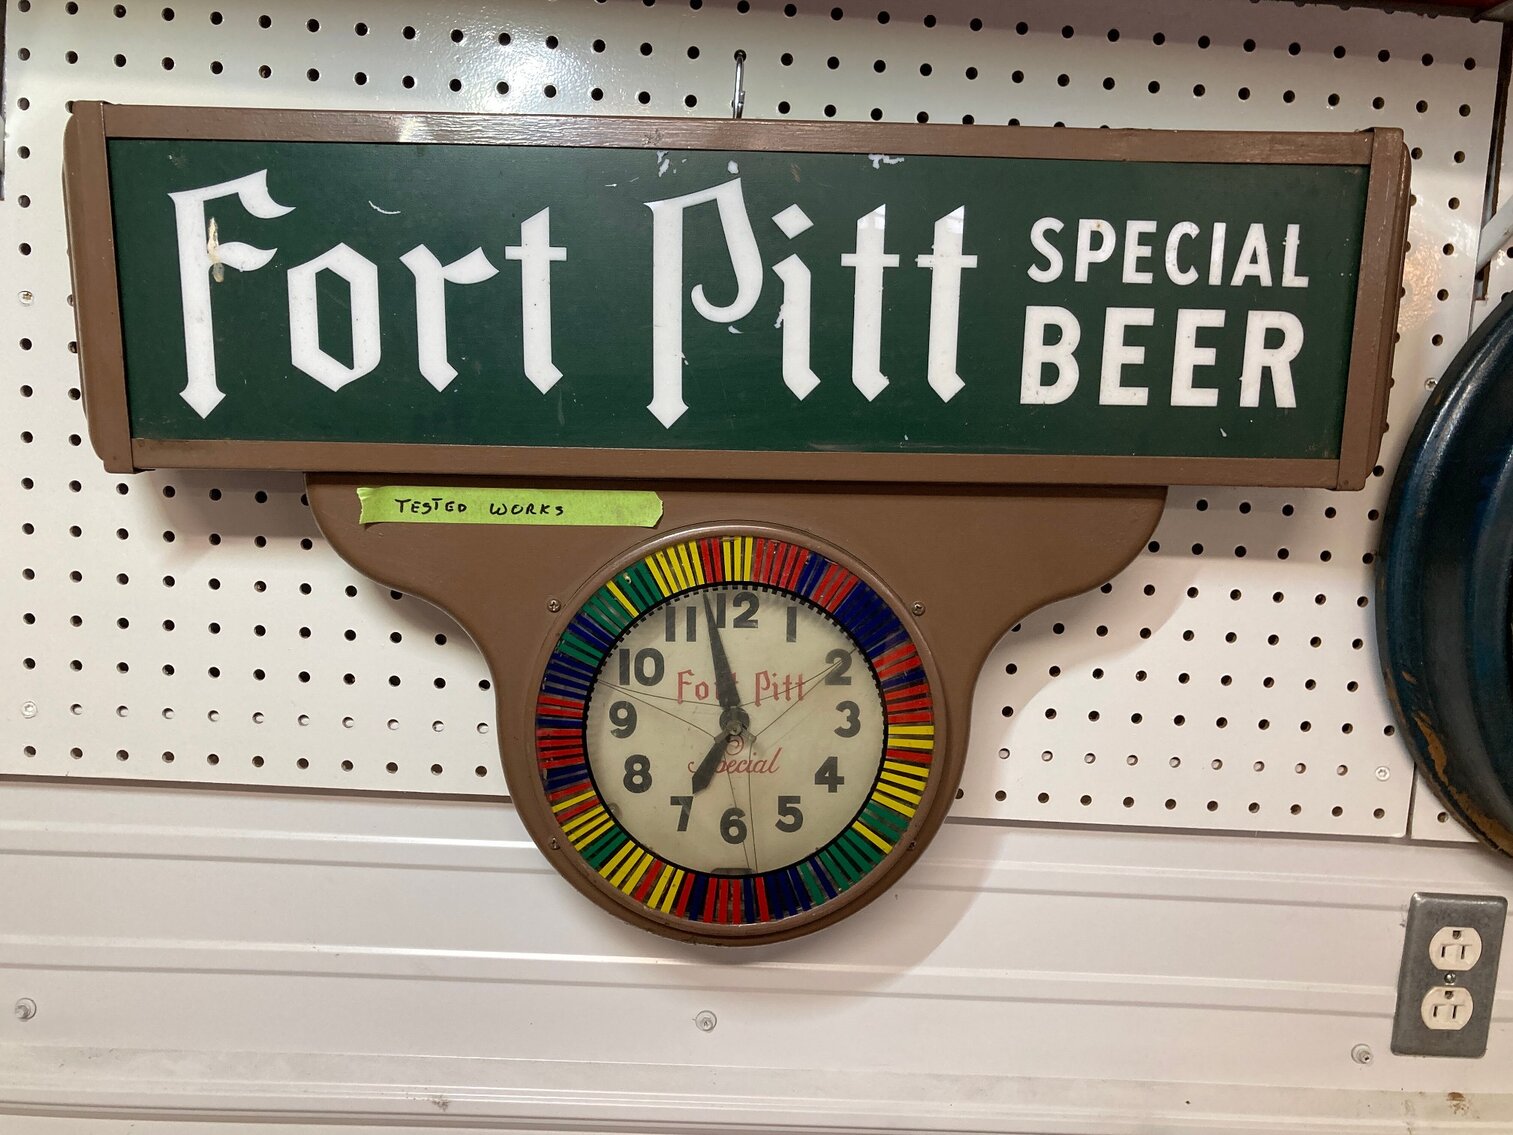 Fort Pitt SPECIAL
BEER
TESTED WORKS
12
1
2
3
4
5
6
7
8
9
10
11
Fort Pitt
Special